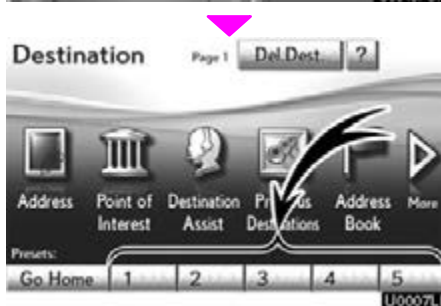 Destination Page 1 Del.Dest. ?
Address Point of Interest Destination Assist Destinations Address Book More
Presets:
Go Home 1 2 3 4 5
U0007L